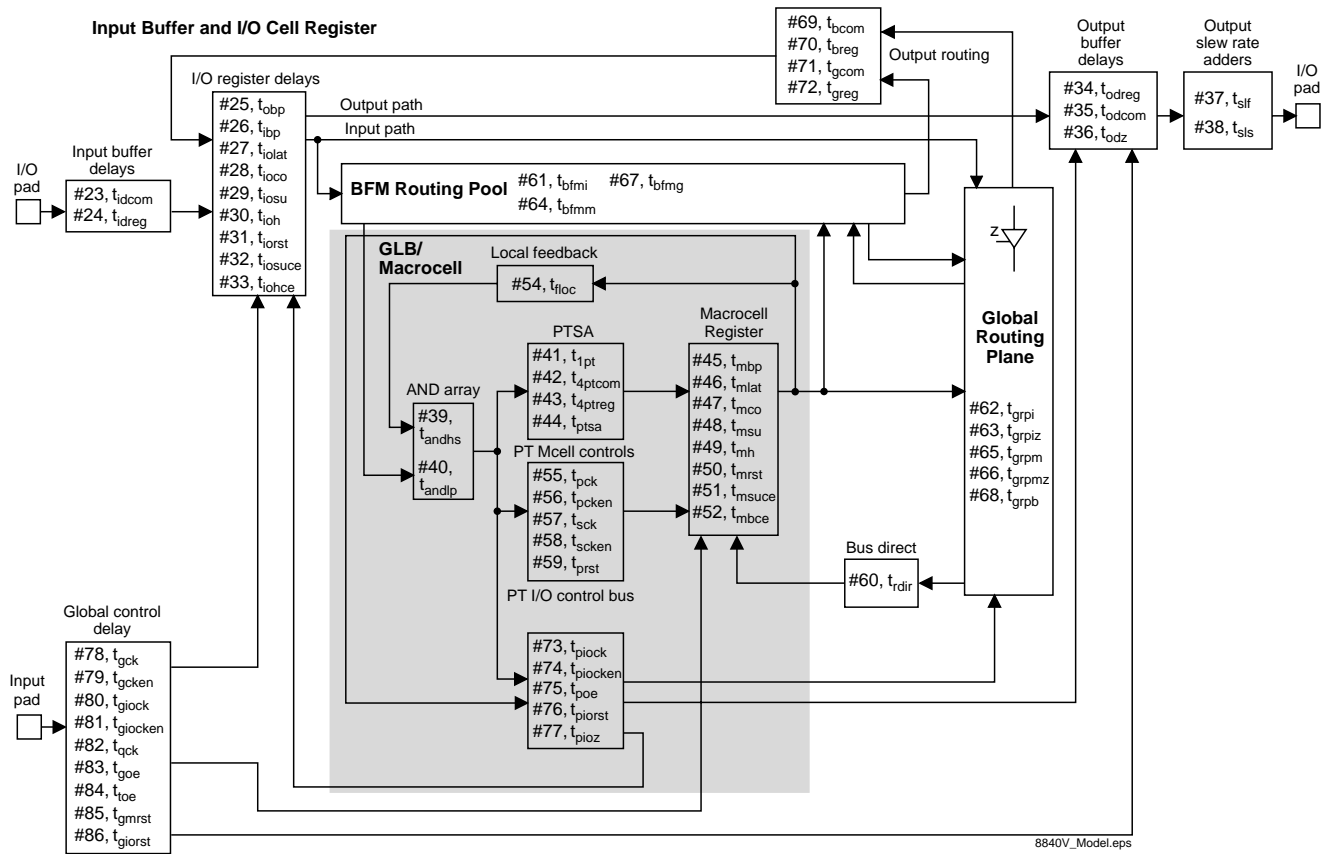 Input Buffer and I/O Cell Register
#69, tbcom
#70, tbreg
#71, tgcom
#72, tgreg
Output routing
Output
buffer
delays
#34, todreg
#35, todcom
#36, todz
Output
slew rate
adders
#37, tslf
#38, tsls
I/O
pad
I/O register delays
#25, tobp
#26, tibp
#27, tiolat
#28, tioco
#29, tiosu
#30, tioh
#31, tiorst
#32, tiosuce
#33, tiohce
Output path
Input path
Input buffer
delays
#23, tidcom
#24, tidreg
I/O
pad
BFM Routing Pool
#61, tbfmi
#67, tbfmg
#64, tbfmm
GLB/
Macrocell
Local feedback
#54, tfloc
PTSA
#41, t1pt
#42, t4ptcom
#43, t4ptreg
#44, tptsa
AND array
#39,
tandhs
#40,
tandlp
PT Mcell controls
#55, tpck
#56, tpcken
#57, tsck
#58, tscken
#59, tprst
Macrocell
Register
#45, tmbp
#46, tmlat
#47, tmco
#48, tmsu
#49, tmh
#50, tmrst
#51, tmsuce
#52, tmbce
Z
Global
Routing
Plane
#62, tgrpi
#63, tgrpiz
#65, tgrpm
#66, tgrpmz
#68, tgrpb
Bus direct
#60, trdir
PT I/O control bus
#73, tpiock
#74, tpiocken
#75, tpoe
#76, tpiorst
#77, tpioz
Global control
delay
#78, tgck
#79, tgcken
#80, tgiock
#81, tgiocken
#82, tqck
#83, tgoe
#84, ttoe
#85, tgmrst
#86, tgiorst
Input
pad
8840V_Model.eps